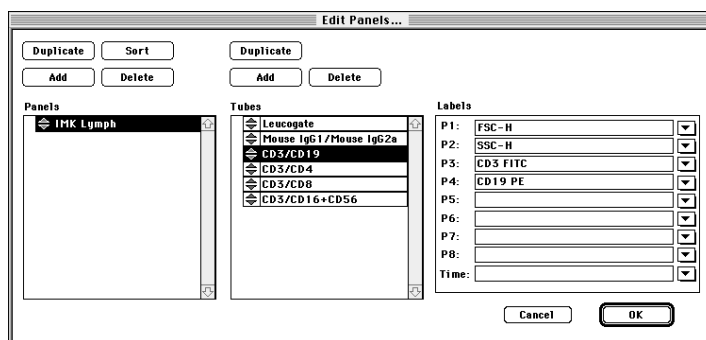 Edit Panels...
Duplicate Sort Duplicate
Add Delete Add Delete
Panels
IMK Lymph
Tubes
Leucogate
Mouse IgG1/Mouse IgG2a
CD3/CD19
CD3/CD4
CD3/CD8
CD3/CD16+CD56
Labels
P1: FSC-H
P2: SSC-H
P3: CD3 FITC
P4: CD19 PE
P5:
P6:
P7:
P8:
Time:
Cancel OK